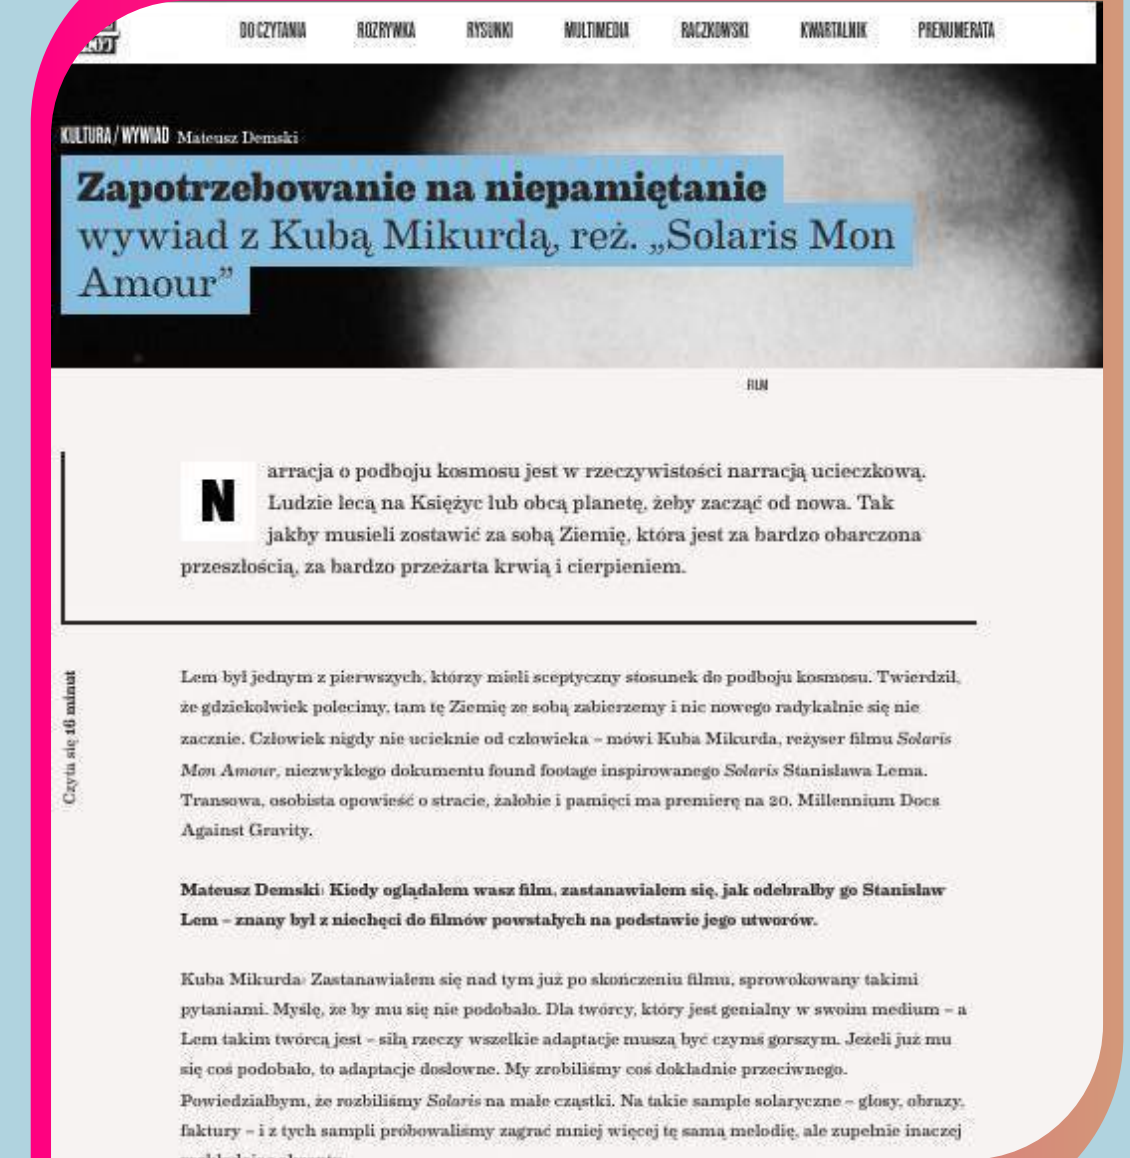 DO CZYTANIA ROZRYWKA RYSUNKI MULTIMEDIA RACZKOWSKI KWARTALNIK PRENUMERATA
KULTURA / WYWIAD Mateusz Demski
Zapotrzebowanie na niepamiętanie
wywiad z Kubą Mikurdą, reż. „Solaris Mon
Amour”
FILM
Narracja o podboju kosmosu jest w rzeczywistości narracją ucieczkową.
Ludzie lecą na Księżyc lub obcą planetę, żeby zacząć od nowa. Tak
jakby musieli zostawić za sobą Ziemię, która jest za bardzo obarczona
przeszłością, za bardzo przeżarta krwią i cierpieniem.
Czyta się 16 minut
Lem był jednym z pierwszych, którzy mieli sceptyczny stosunek do podboju kosmosu. Twierdził,
że gdziekolwiek polecimy, tam tę Ziemię ze sobą zabierzemy i nic nowego radykalnie się nie
zacznie. Człowiek nigdy nie ucieknie od człowieka – mówi Kuba Mikurda, reżyser filmu Solaris
Mon Amour, niezwykłego dokumentu found footage inspirowanego Solaris Stanisława Lema.
Transowa, osobista opowieść o stracie, żałobie i pamięci ma premierę na 20. Millennium Docs
Against Gravity.
Mateusz Demski: Kiedy oglądałem wasz film, zastanawiałem się, jak odebrałby go Stanisław
Lem – znany był z niechęci do filmów powstałych na podstawie jego utworów.
Kuba Mikurda: Zastanawiałem się nad tym już po skończeniu filmu, sprowokowany takimi
pytaniami. Myślę, że by mu się nie podobało. Dla twórcy, który jest genialny w swoim medium – a
Lem takim twórcą jest – siłą rzeczy wszelkie adaptacje muszą być czymś gorszym. Jeżeli już mu
się coś podobało, to adaptacje dosłowne. My zrobiliśmy coś dokładnie przeciwnego.
Powiedziałbym, że rozbiliśmy Solaris na małe cząstki. Na takie sample solaryczne – głosy, obrazy,
faktury – i z tych sampli próbowaliśmy zagrać mniej więcej tę samą melodię, ale zupełnie inaczej